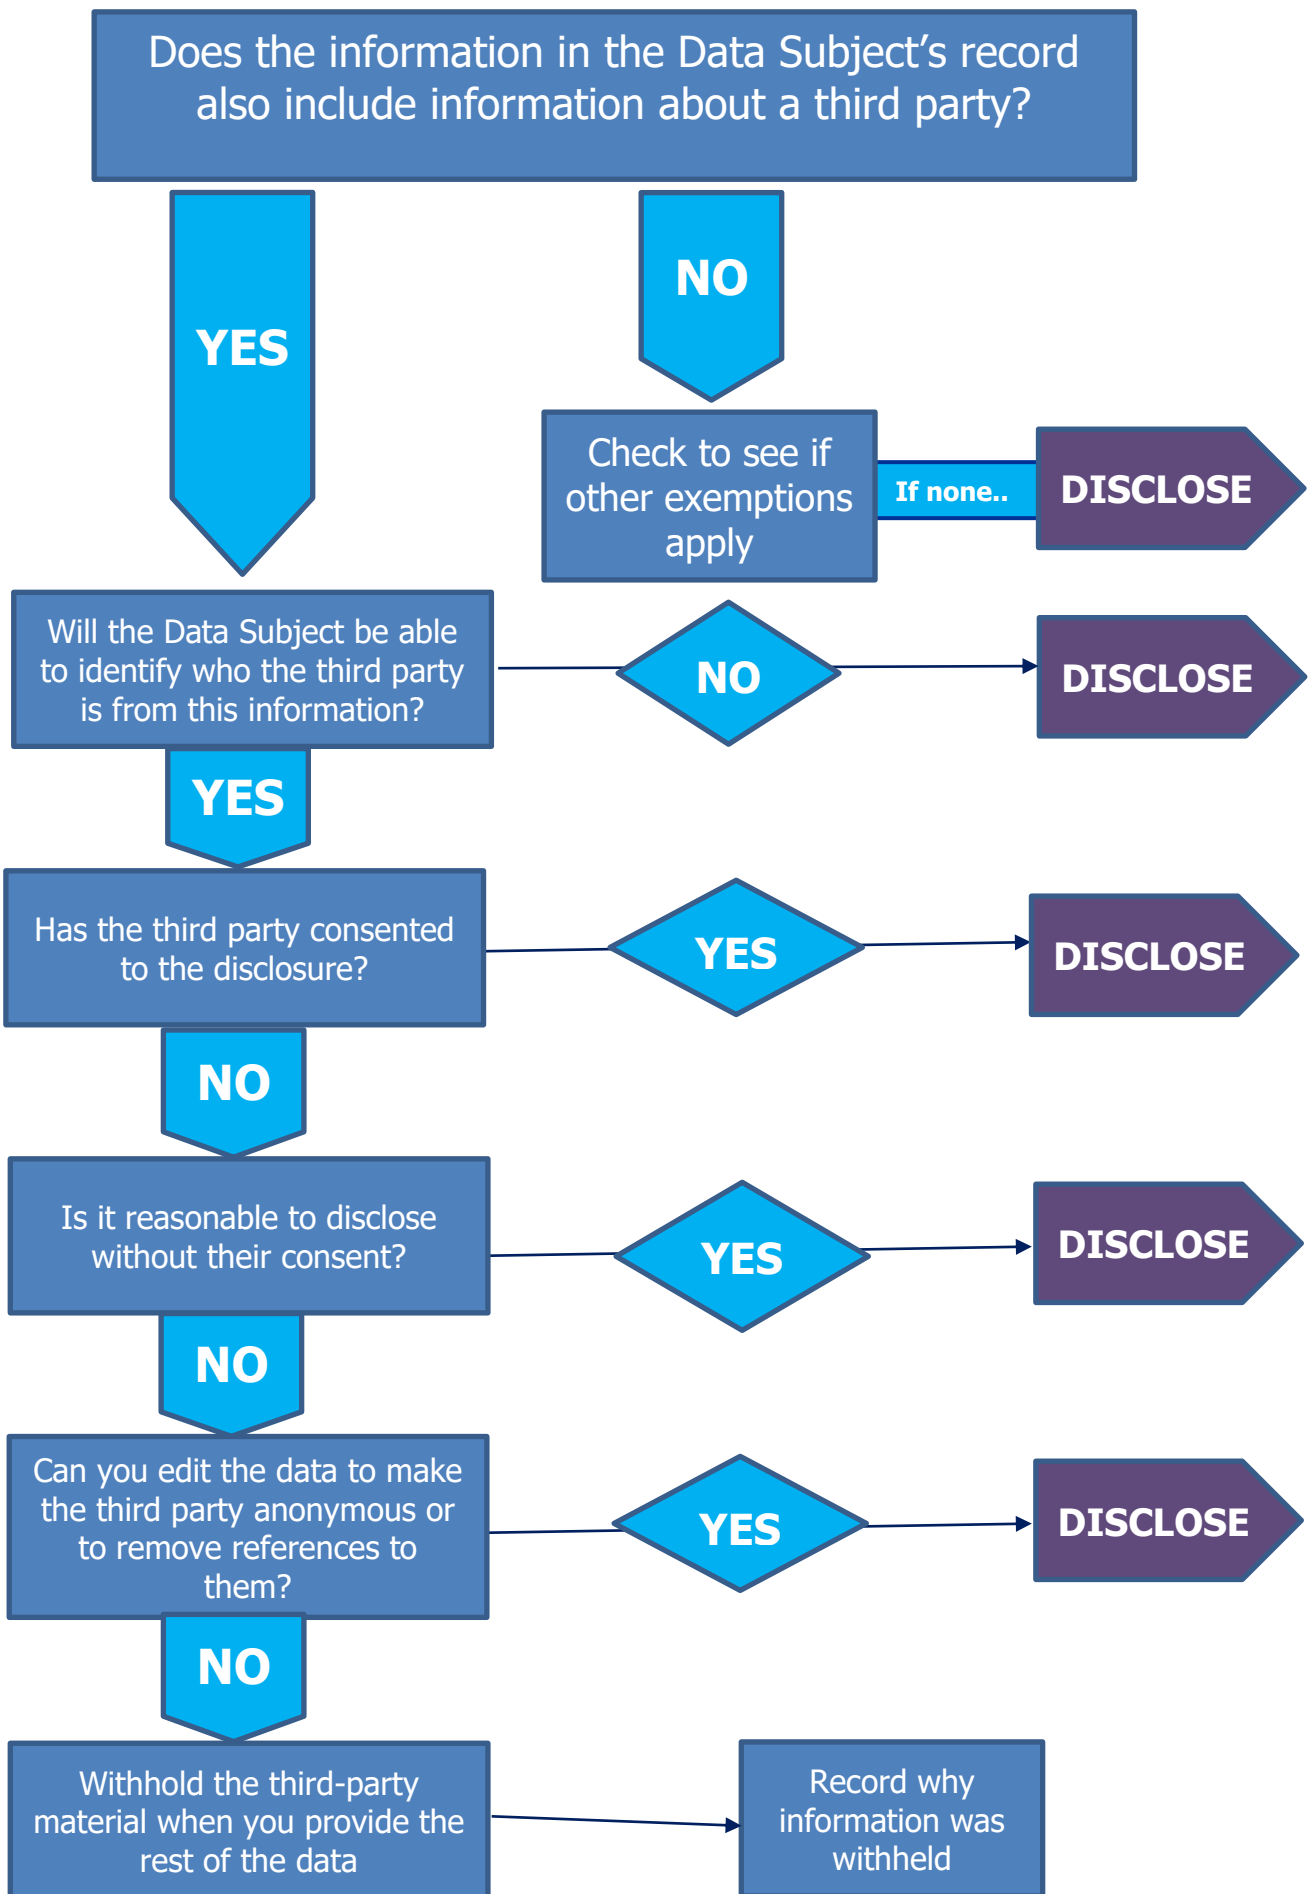 Does the information in the Data Subject’s record
also include information about a third party?
YES
NO
Check to see if
other exemptions
apply
If none..
DISCLOSE
Will the Data Subject be able
to identify who the third party
is from this information?
NO
DISCLOSE
YES
Has the third party consented
to the disclosure?
YES
DISCLOSE
NO
Is it reasonable to disclose
without their consent?
YES
DISCLOSE
NO
Can you edit the data to make
the third party anonymous or
to remove references to
them?
YES
DISCLOSE
NO
Withhold the third-party
material when you provide the
rest of the data
Record why
information was
withheld